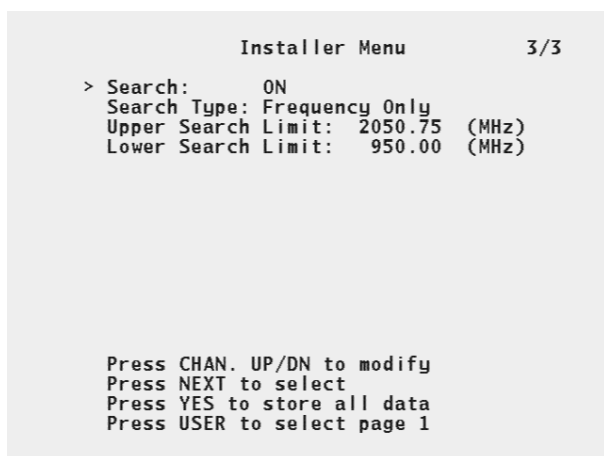 Installer Menu 3/3
> Search: ON
Search Type: Frequency Only
Upper Search Limit: 2050.75 (MHz)
Lower Search Limit: 950.00 (MHz)
Press CHAN. UP/DN to modify
Press NEXT to select
Press YES to store all data
Press USER to select page 1